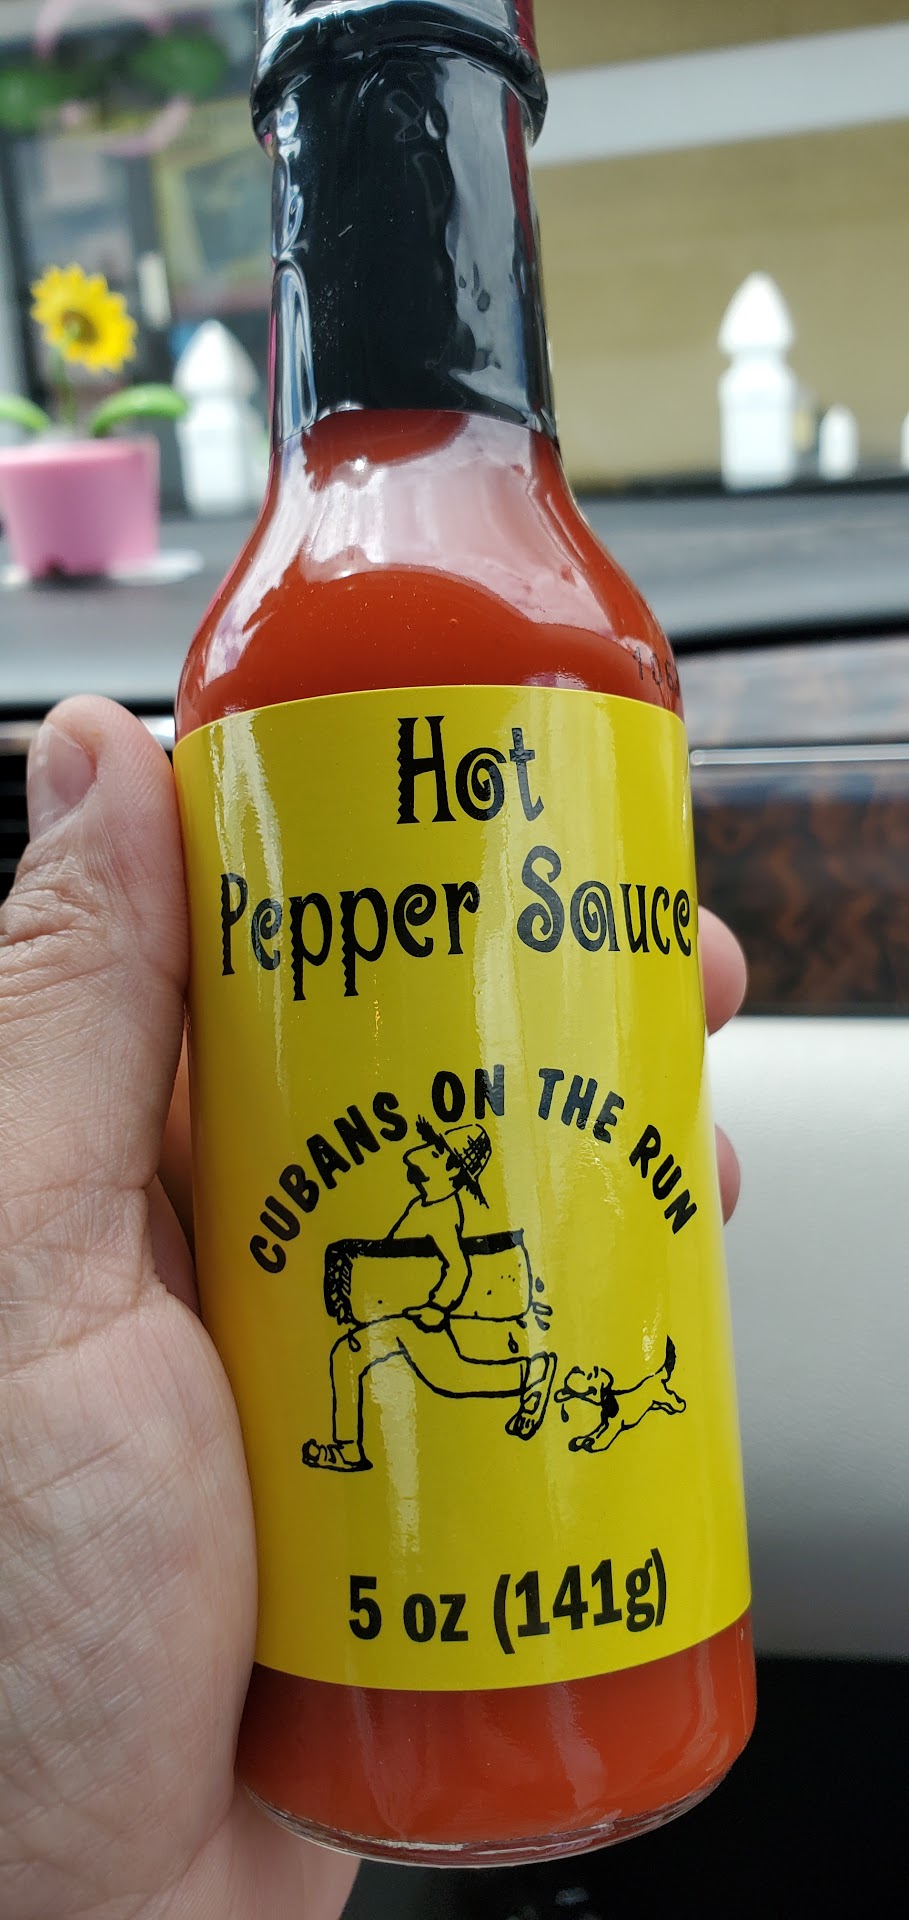 Hot
Pepper Sauce
CUBANS ON THE RUN
5 oz (141g)